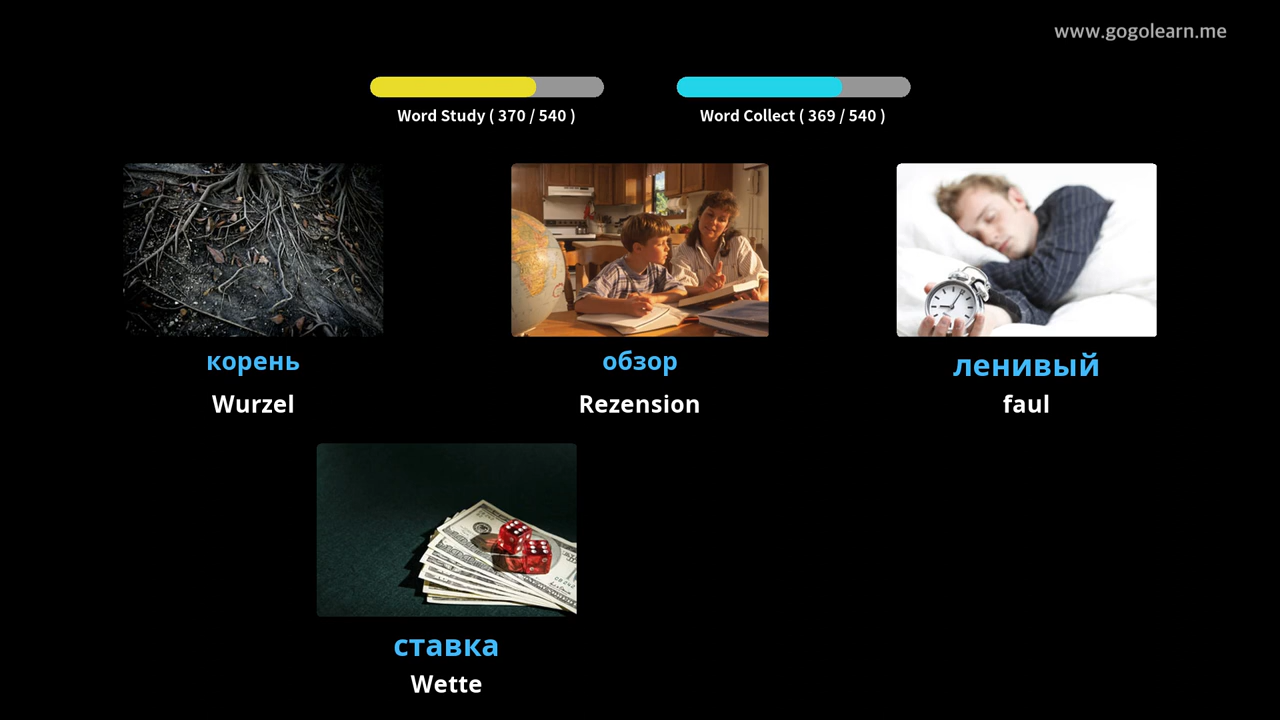 www.gogolearn.me
Word Study ( 370 / 540 )
Word Collect ( 369 / 540 )
корень
Wurzel
обзор
Rezension
ленивый
faul
ставка
Wette